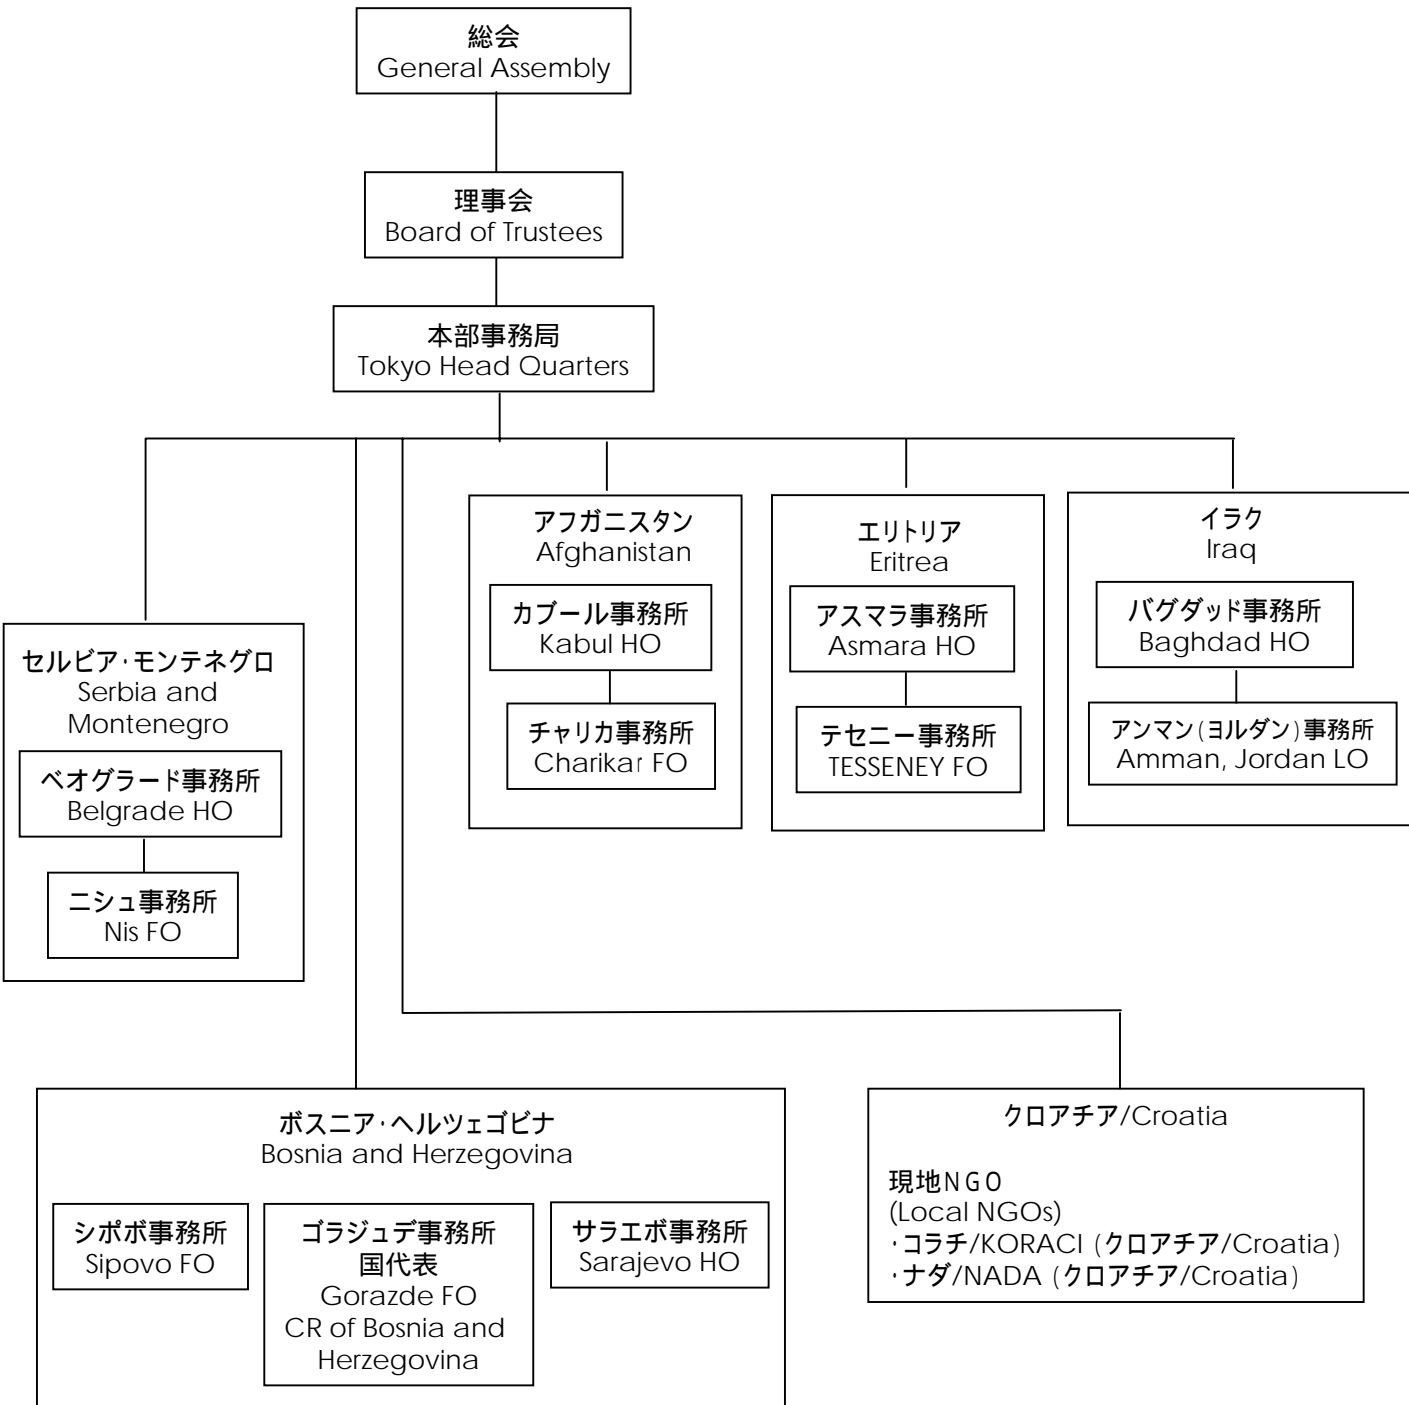 総会
General Assembly
理事会
Board of Trustees
本部事務局
Tokyo Head Quarters
アフガニスタン
Afghanistan
カブール事務所
Kabul HO
チャリカ事務所
Charikar FO
エリトリア
Eritrea
アスマラ事務所
Asmara HO
テセニー事務所
TESSENEY FO
イラク
Iraq
バグダッド事務所
Baghdad HO
アンマン(ヨルダン)事務所
Amman, Jordan LO
セルビア・モンテネグロ
Serbia and
Montenegro
ベオグラード事務所
Belgrade HO
ニシュ事務所
Nis FO
ボスニア・ヘルツェゴビナ
Bosnia and Herzegovina
シポボ事務所
Sipovo FO
ゴラジュデ事務所
国代表
Gorazde FO
CR of Bosnia and
Herzegovina
サラエボ事務所
Sarajevo HO
クロアチア/Croatia
現地NGO
(Local NGOs)
・コラチ/KORACI (クロアチア/Croatia)
・ナダ/NADA (クロアチア/Croatia)